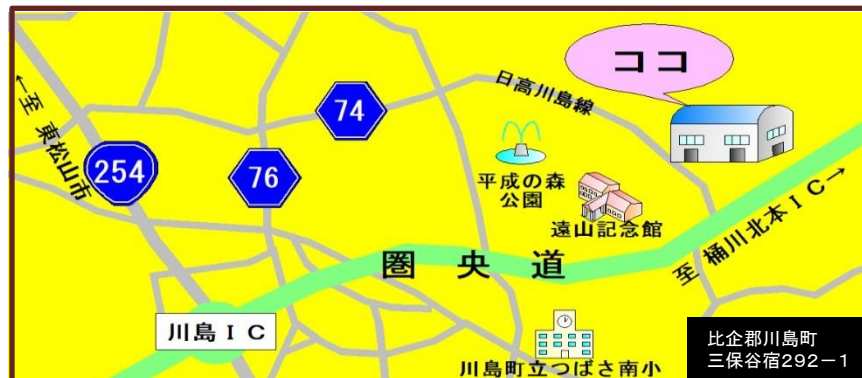 ココ
日高川島線
←至 東松山市
74
254
76
平成の森
公園
遠山記念館
至 桶川北本IC→
圏央道
川島IC
川島町立つばさ南小
比企郡川島町
三保谷宿292-1